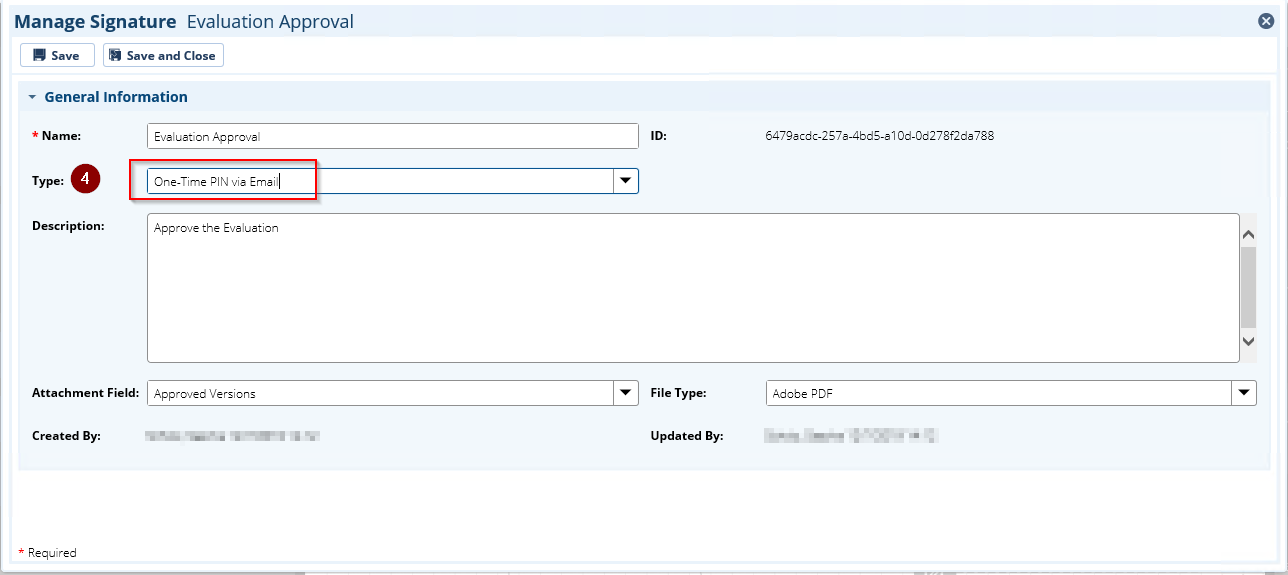 Manage Signature Evaluation Approval
Save Save and Close
General Information
* Name: Evaluation Approval ID: 6479acdc-257a-4bd5-a10d-0d278f2da788
Type: 4 One-Time PIN via Email
Description: Approve the Evaluation
Attachment Field: Approved Versions File Type: Adobe PDF
Created By: Updated By:
* Required